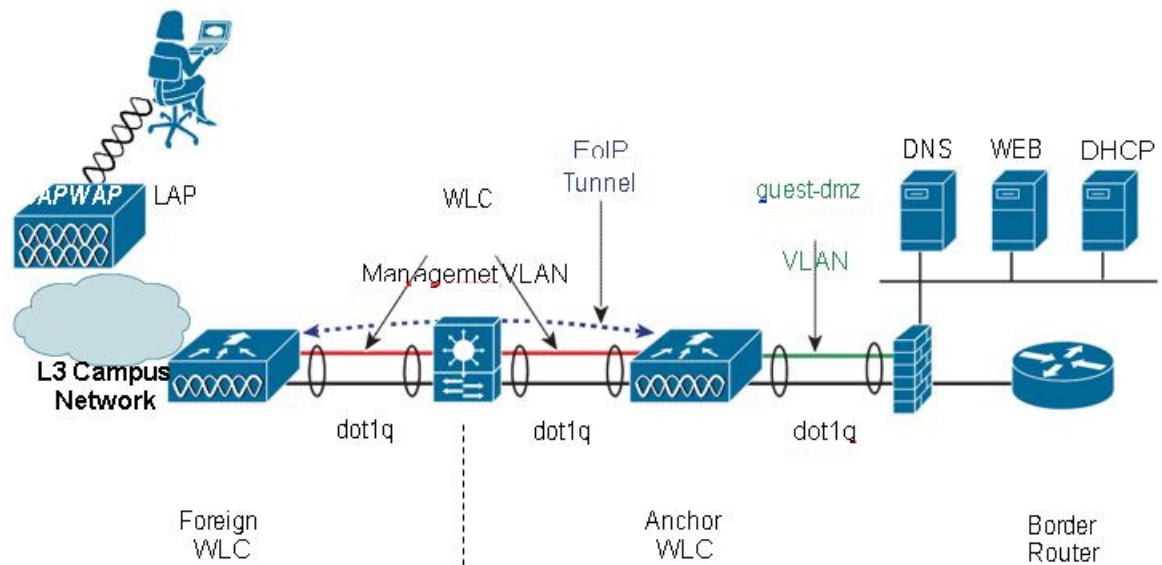 LAP
WLC
Managemet VLAN
EoIP
Tunnel
guest-dmz
VLAN
DNS WEB DHCP
L3 Campus
Network
dot1q dot1q dot1q
Foreign
WLC
Anchor
WLC
Border
Router